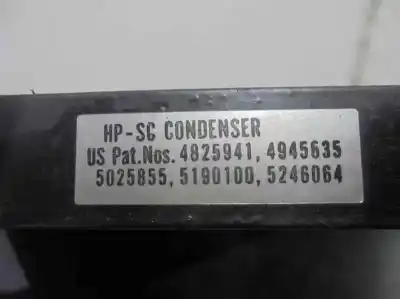 HP-SC CONDENSER
US Pat.Nos. 4825941, 4945635
5025855, 5190100, 5246064